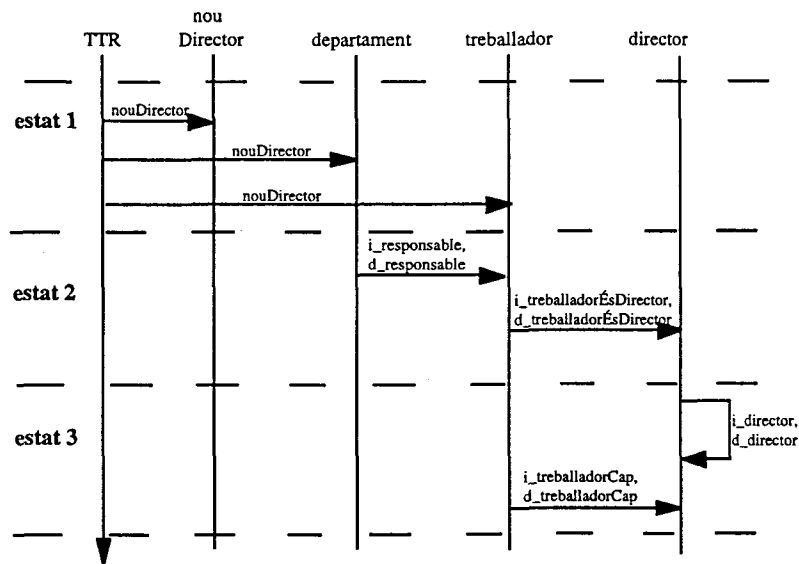 nou
TTR Director departament treballador director
estat 1
nouDirector
nouDirector
nouDirector
i_responsable,
d_responsable
estat 2
i_treballadorÉsDirector,
d_treballadorÉsDirector
estat 3
i_director,
d_director
i_treballadorCap,
d_treballadorCap